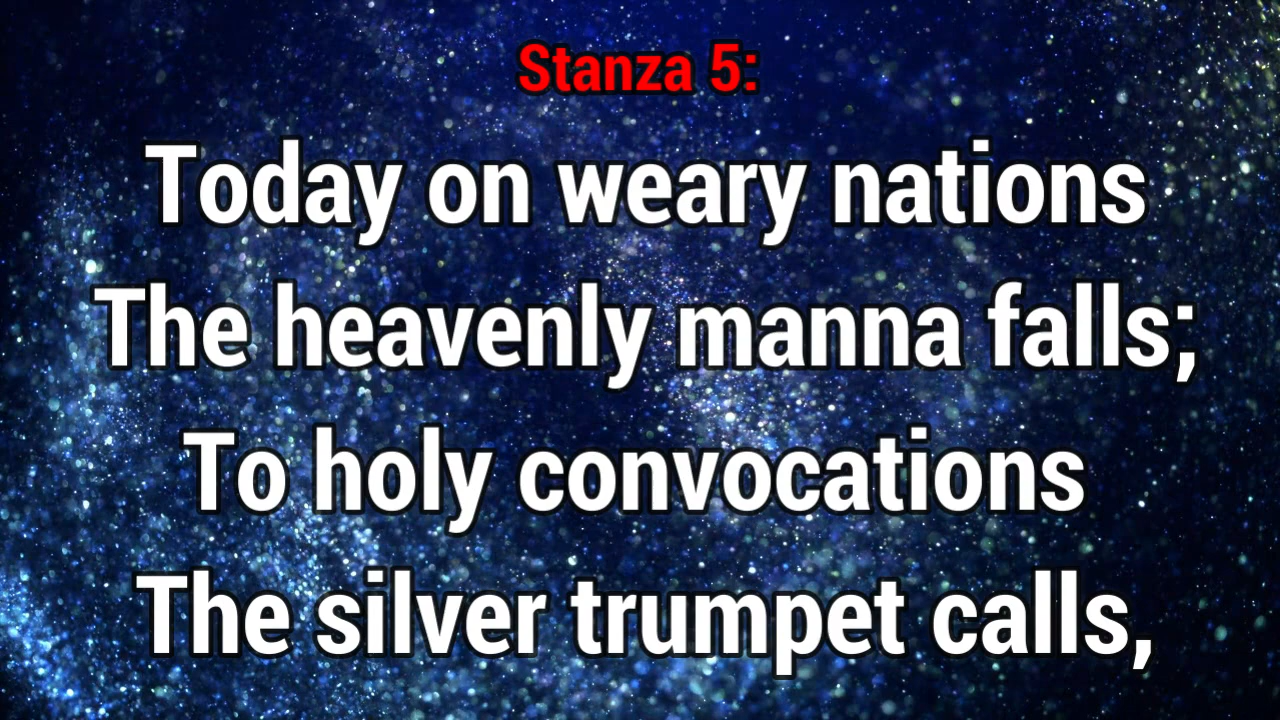 Stanza 5:
Today on weary nations
The heavenly manna falls;
To holy convocations
The silver trumpet calls,